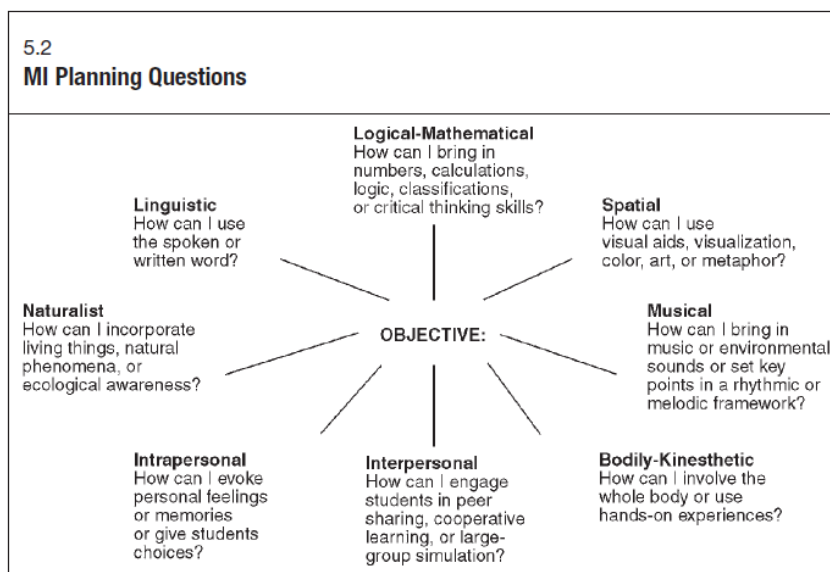 5.2
MI Planning Questions
Logical-Mathematical
How can I bring in
numbers, calculations,
logic, classifications,
or critical thinking skills?
Linguistic
How can I use
the spoken or
written word?
Spatial
How can I use
visual aids, visualization,
color, art, or metaphor?
Naturalist
How can I incorporate
living things, natural
phenomena, or
ecological awareness?
OBJECTIVE:
Musical
How can I bring in
music or environmental
sounds or set key
points in a rhythmic or
melodic framework?
Intrapersonal
How can I evoke
personal feelings
or memories
or give students
choices?
Interpersonal
How can I engage
students in peer
sharing, cooperative
learning, or large-
group simulation?
Bodily-Kinesthetic
How can I involve the
whole body or use
hands-on experiences?